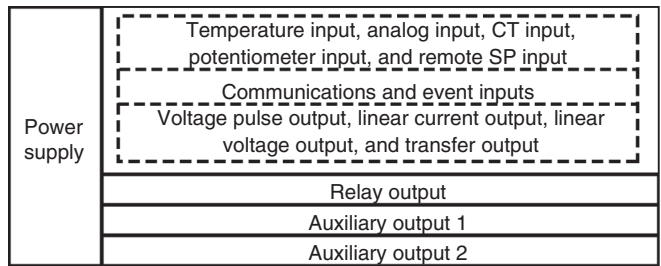 Temperature input, analog input, CT input,
potentiometer input, and remote SP input
Communications and event inputs
Voltage pulse output, linear current output, linear
voltage output, and transfer output
Power
supply
Relay output
Auxiliary output 1
Auxiliary output 2